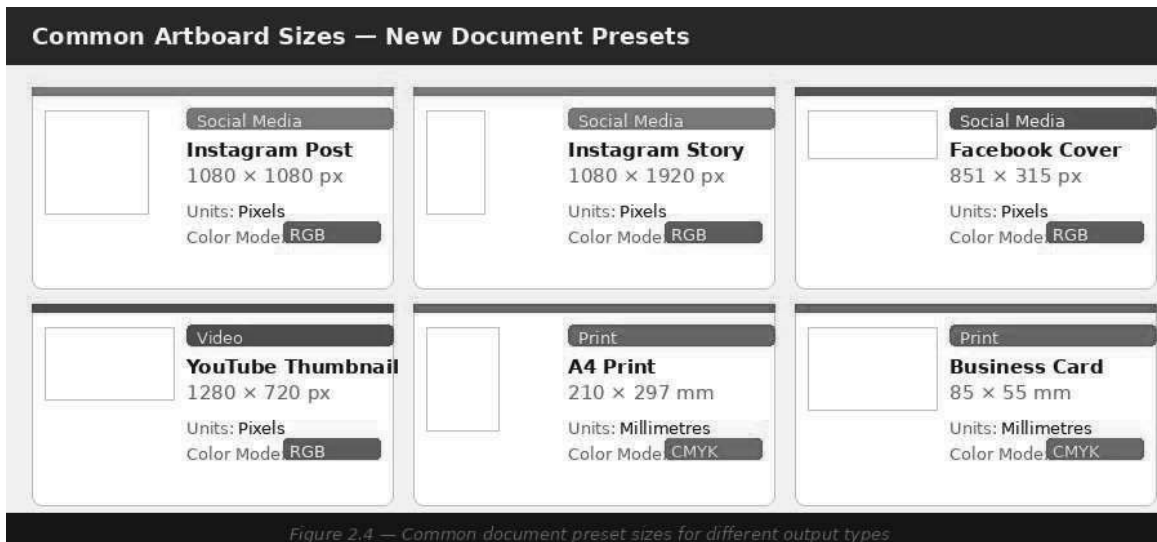 Common Artboard Sizes — New Document Presets
Social Media
Instagram Post
1080 × 1080 px
Units: Pixels
Color Mode: RGB
Social Media
Instagram Story
1080 × 1920 px
Units: Pixels
Color Mode: RGB
Social Media
Facebook Cover
851 × 315 px
Units: Pixels
Color Mode: RGB
Video
YouTube Thumbnail
1280 × 720 px
Units: Pixels
Color Mode: RGB
Print
A4 Print
210 × 297 mm
Units: Millimetres
Color Mode: CMYK
Print
Business Card
85 × 55 mm
Units: Millimetres
Color Mode: CMYK
Figure 2.4 — Common document preset sizes for different output types